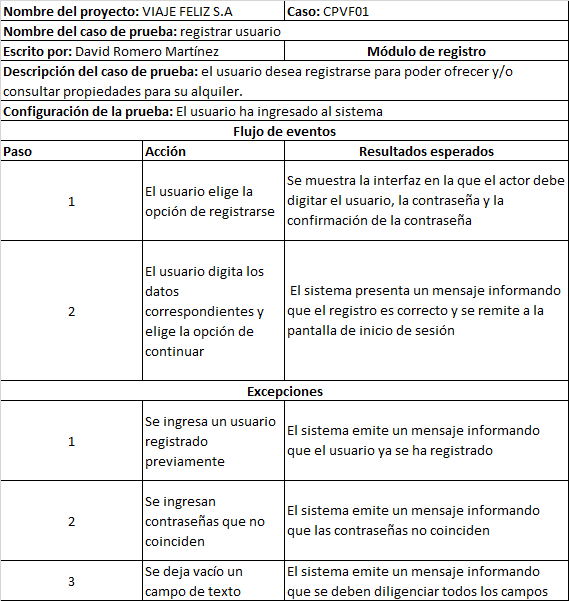 Nombre del proyecto: VIAJE FELIZ S.A Caso: CPVF01
Nombre del caso de prueba: registrar usuario
Escrito por: David Romero Martínez Módulo de registro
Descripción del caso de prueba: el usuario desea registrarse para poder ofrecer y/o
consultar propiedades para su alquiler.
Configuración de la prueba: El usuario ha ingresado al sistema
Flujo de eventos
Paso Acción Resultados esperados
1
El usuario elige la
opción de registrarse
Se muestra la interfaz en la que el actor debe
digitar el usuario, la contraseña y la
confirmación de la contraseña
2
El usuario digita los
datos
correspondientes y
elige la opción de
continuar
El sistema presenta un mensaje informando
que el registro es correcto y se remite a la
pantalla de inicio de sesión
Excepciones
1
Se ingresa un usuario
registrado
previamente
El sistema emite un mensaje informando
que el usuario ya se ha registrado
2
Se ingresan
contraseñas que no
coinciden
El sistema emite un mensaje informando
que las contraseñas no coinciden
3
Se deja vacío un
campo de texto
El sistema emite un mensaje informando
que se deben diligenciar todos los campos